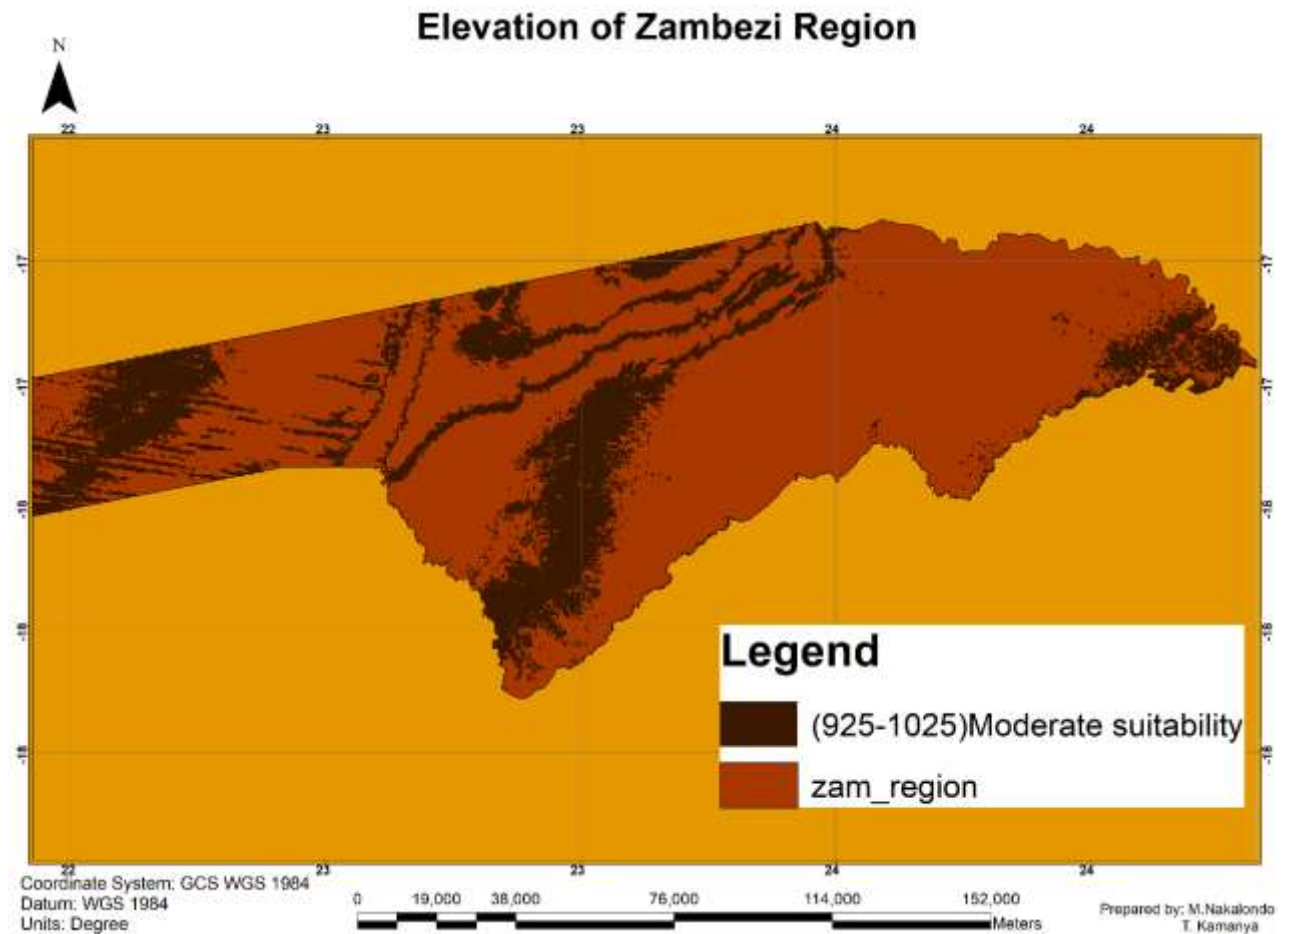 Elevation of Zambezi Region
N
22 23 23 24 24
-17 -17
-17 -17
-18 -18
-18 -18
-18 -18
Legend
(925-1025)Moderate suitability
zam_region
22 23 23 24 24
Coordinate System: GCS WGS 1984
Datum: WGS 1984
Units: Degree
0 19,000 38,000 76,000 114,000 152,000
Meters
Prepared by: M.Nakalondo
T. Kamanya